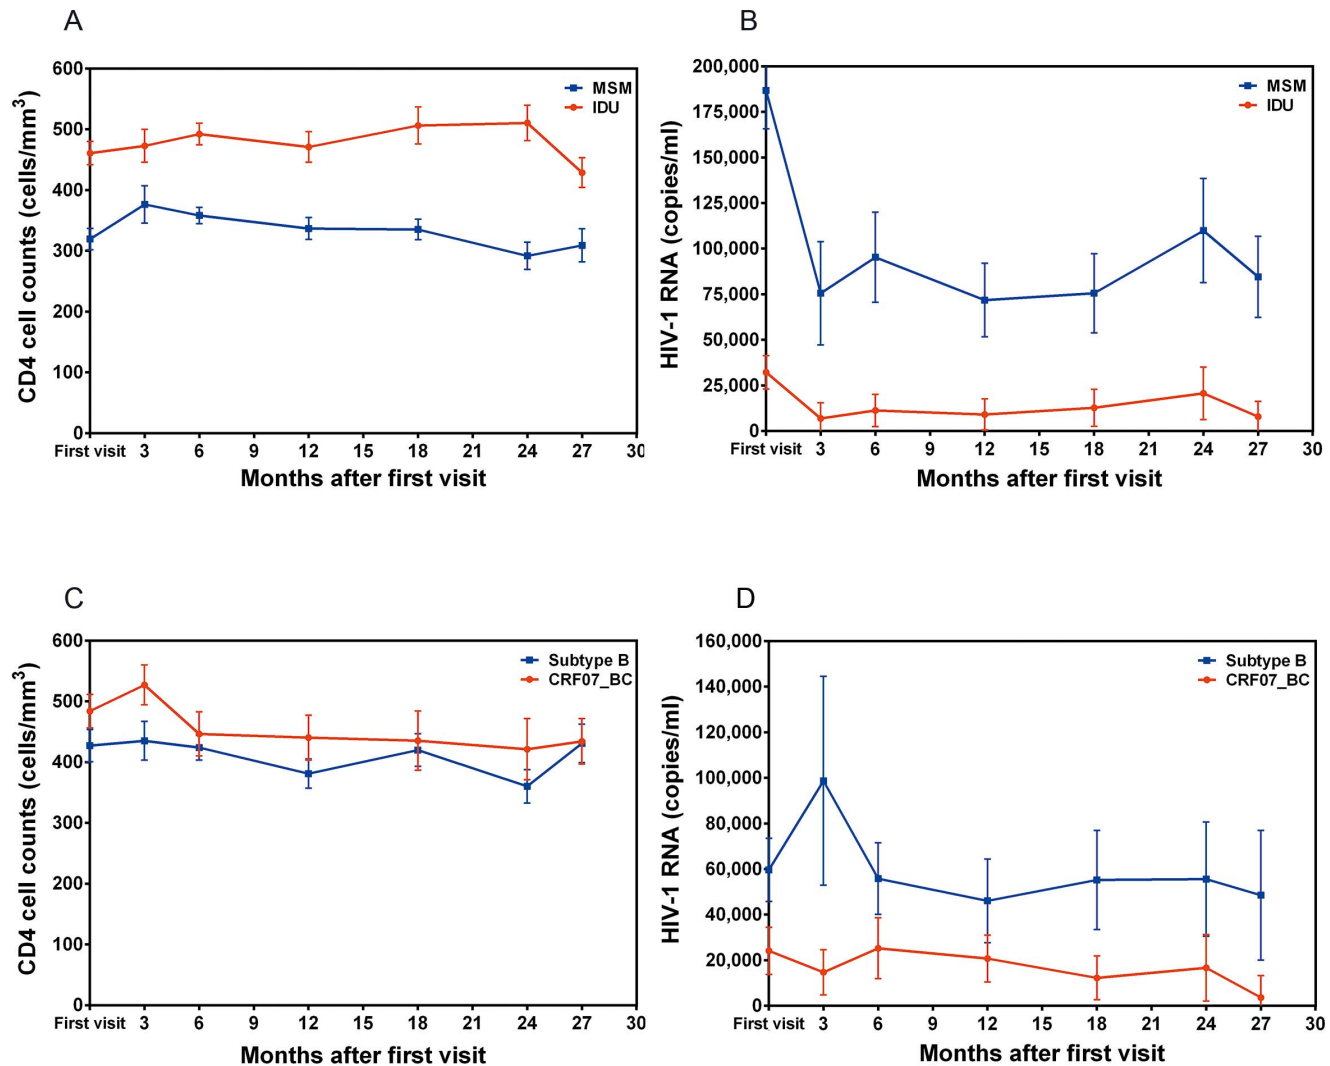 A
CD4 cell counts (cells/mm³)
600
500
400
300
200
100
0
MSM
IDU
First visit 3 6 9 12 15 18 21 24 27 30
Months after first visit
B
HIV-1 RNA (copies/ml)
200,000
175,000
150,000
125,000
100,000
75,000
50,000
25,000
0
MSM
IDU
First visit 3 6 9 12 15 18 21 24 27 30
Months after first visit
C
CD4 cell counts (cells/mm³)
600
500
400
300
200
100
0
Subtype B
CRF07_BC
First visit 3 6 9 12 15 18 21 24 27 30
Months after first visit
D
HIV-1 RNA (copies/ml)
160,000
140,000
120,000
100,000
80,000
60,000
40,000
20,000
0
Subtype B
CRF07_BC
First visit 3 6 9 12 15 18 21 24 27 30
Months after first visit